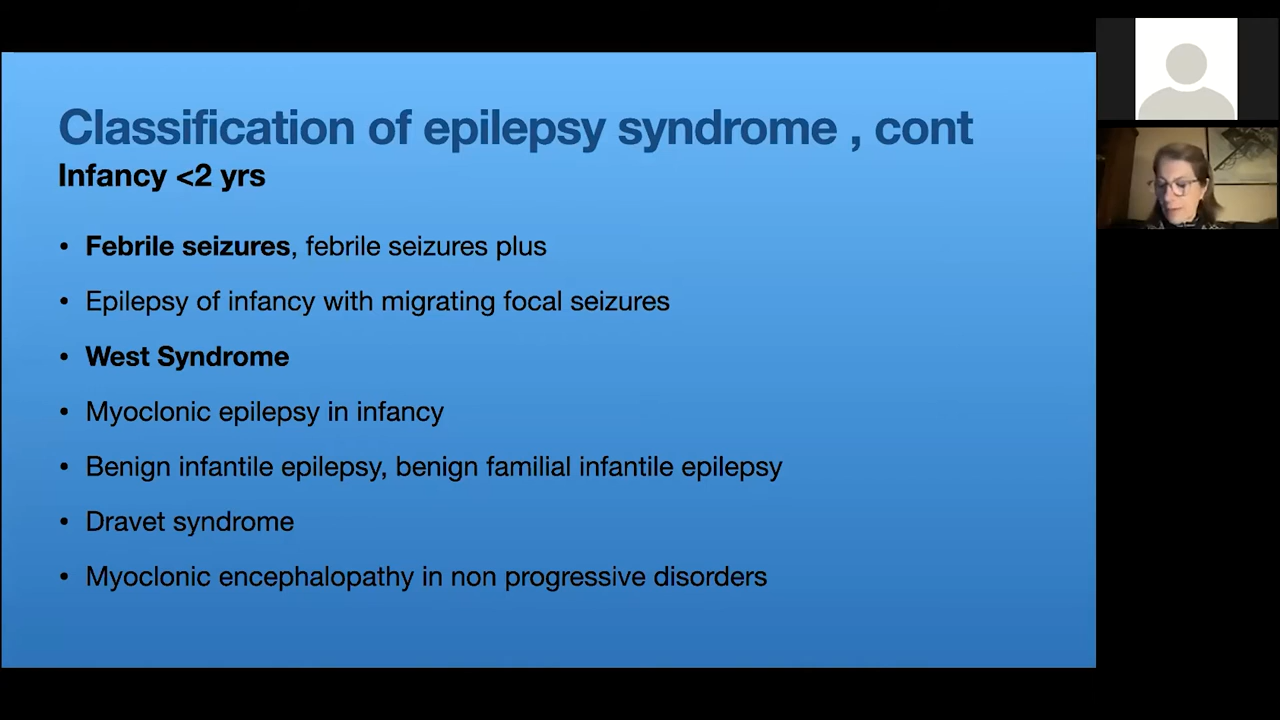 Classification of epilepsy syndrome , cont
Infancy <2 yrs
• Febrile seizures, febrile seizures plus
• Epilepsy of infancy with migrating focal seizures
• West Syndrome
• Myoclonic epilepsy in infancy
• Benign infantile epilepsy, benign familial infantile epilepsy
• Dravet syndrome
• Myoclonic encephalopathy in non progressive disorders